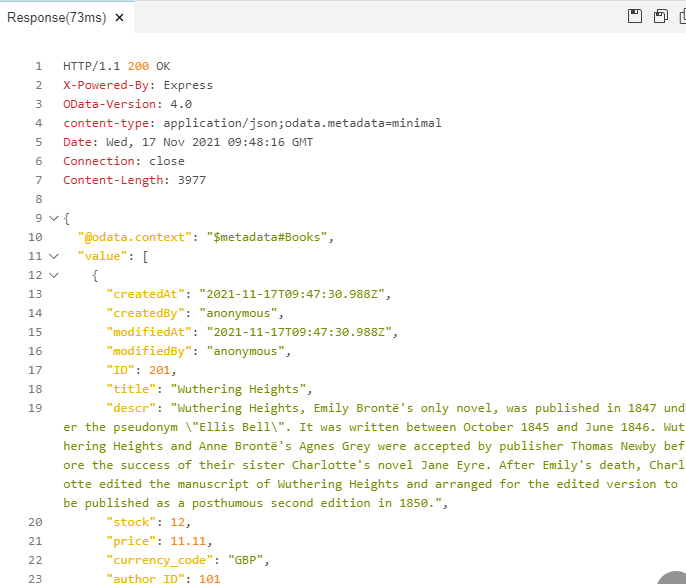 Response(73ms) ×
1 HTTP/1.1 200 OK
2 X-Powered-By: Express
3 OData-Version: 4.0
4 content-type: application/json;odata.metadata=minimal
5 Date: Wed, 17 Nov 2021 09:48:16 GMT
6 Connection: close
7 Content-Length: 3977
8
9 {
10 "@odata.context": "$metadata#Books",
11 "value": [
12 {
13 "createdAt": "2021-11-17T09:47:30.988Z",
14 "createdBy": "anonymous",
15 "modifiedAt": "2021-11-17T09:47:30.988Z",
16 "modifiedBy": "anonymous",
17 "ID": 201,
18 "title": "Wuthering Heights",
19 "descr": "Wuthering Heights, Emily Brontë's only novel, was published in 1847 und
er the pseudonym \"Ellis Bell\". It was written between October 1845 and June 1846. Wut
hering Heights and Anne Brontë's Agnes Grey were accepted by publisher Thomas Newby bef
ore the success of their sister Charlotte's novel Jane Eyre. After Emily's death, Charl
otte edited the manuscript of Wuthering Heights and arranged for the edited version to
be published as a posthumous second edition in 1850.",
20 "stock": 12,
21 "price": 11.11,
22 "currency_code": "GBP",
23 "author_ID": 101